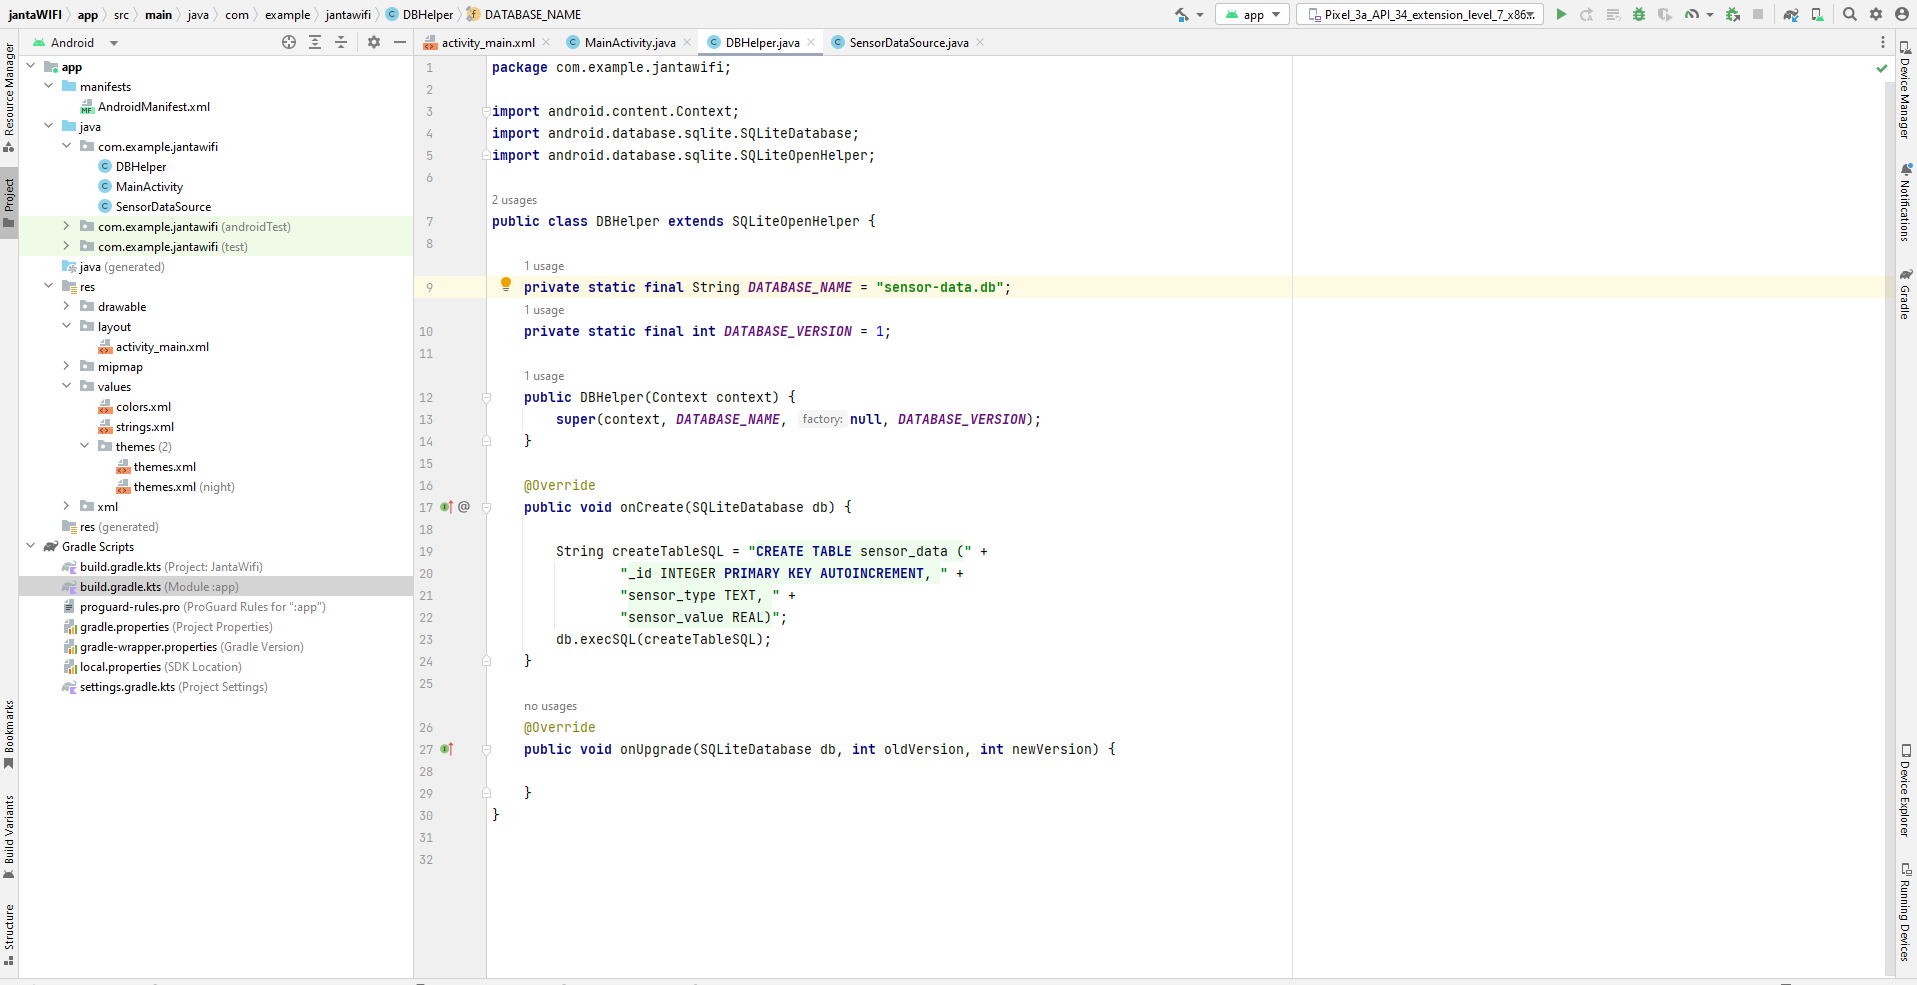 jantaWIFI app src main java com example jantawifi DBHelper DATABASE_NAME
app
Pixel_3a_API_34_extension_level_7_x86...
Android
activity_main.xml
MainActivity.java
DBHelper.java
SensorDataSource.java
Resource Manager
Project
Bookmarks
Build Variants
Structure
app
manifests
AndroidManifest.xml
java
com.example.jantawifi
DBHelper
MainActivity
SensorDataSource
com.example.jantawifi (androidTest)
com.example.jantawifi (test)
java (generated)
res
drawable
layout
activity_main.xml
mipmap
values
colors.xml
strings.xml
themes (2)
themes.xml
themes.xml (night)
xml
res (generated)
Gradle Scripts
build.gradle.kts (Project: JantaWifi)
build.gradle.kts (Module :app)
proguard-rules.pro (ProGuard Rules for ":app")
gradle.properties (Project Properties)
gradle-wrapper.properties (Gradle Version)
local.properties (SDK Location)
settings.gradle.kts (Project Settings)
1 package com.example.jantawifi;
2
3 import android.content.Context;
4 import android.database.sqlite.SQLiteDatabase;
5 import android.database.sqlite.SQLiteOpenHelper;
6
2 usages
7 public class DBHelper extends SQLiteOpenHelper {
8
1 usage
9 private static final String DATABASE_NAME = "sensor-data.db";
1 usage
10 private static final int DATABASE_VERSION = 1;
11
1 usage
12 public DBHelper(Context context) {
13 super(context, DATABASE_NAME, factory: null, DATABASE_VERSION);
14 }
15
16 @Override
17 @ public void onCreate(SQLiteDatabase db) {
18
19 String createTableSQL = "CREATE TABLE sensor_data (" +
20 "_id INTEGER PRIMARY KEY AUTOINCREMENT, " +
21 "sensor_type TEXT, " +
22 "sensor_value REAL)";
23 db.execSQL(createTableSQL);
24 }
25
no usages
26 @Override
27 public void onUpgrade(SQLiteDatabase db, int oldVersion, int newVersion) {
28
29 }
30 }
31
32
Device Manager
Notifications
Gradle
Device Explorer
Running Devices